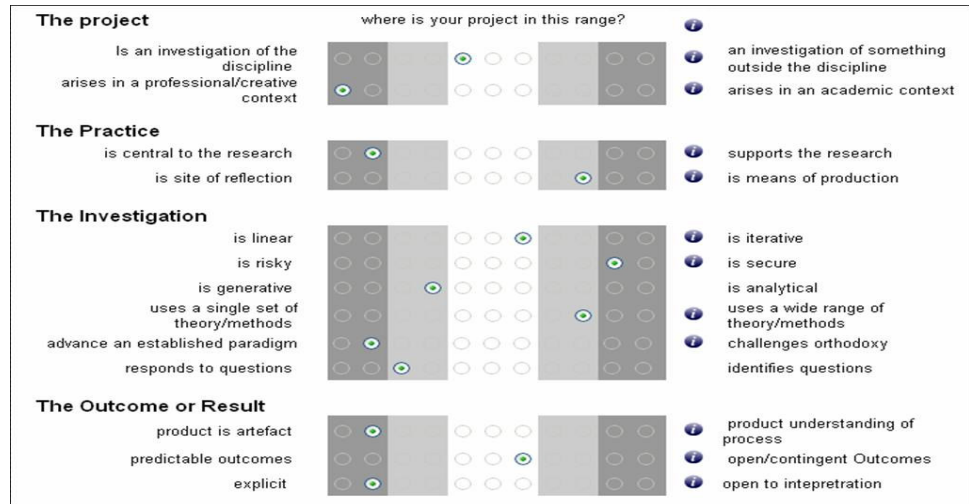 The project
where is your project in this range?
Is an investigation of the
discipline
an investigation of something
outside the discipline
arises in a professional/creative
context
arises in an academic context
The Practice
is central to the research
supports the research
is site of reflection
is means of production
The Investigation
is linear
is iterative
is risky
is secure
is generative
is analytical
uses a single set of
theory/methods
uses a wide range of
theory/methods
advance an established paradigm
challenges orthodoxy
responds to questions
identifies questions
The Outcome or Result
product is artefact
product understanding of
process
predictable outcomes
open/contingent Outcomes
explicit
open to intepretration